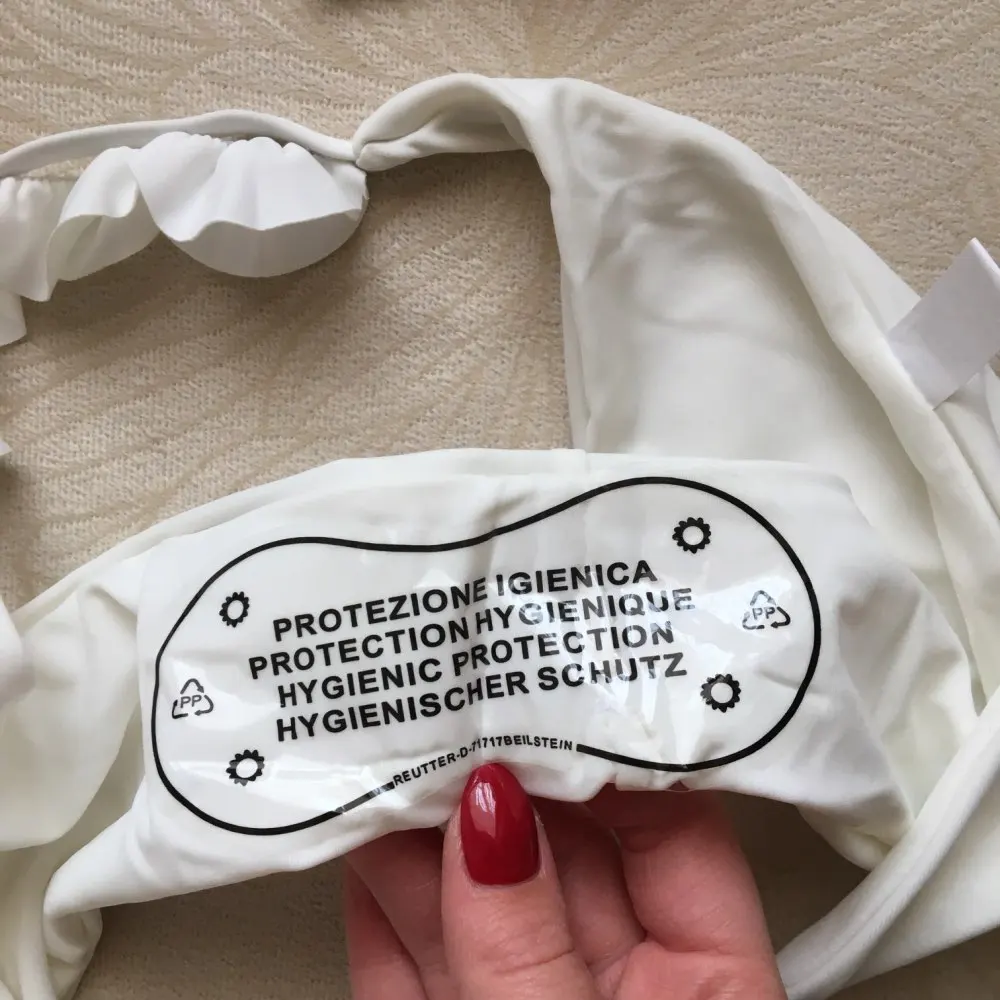 PROTEZIONE IGIENICA
PROTECTION HYGIENIQUE
PP
HYGIENIC PROTECTION
PP
HYGIENISCHER SCHUTZ
REUTTER-D-71717BEILSTEIN